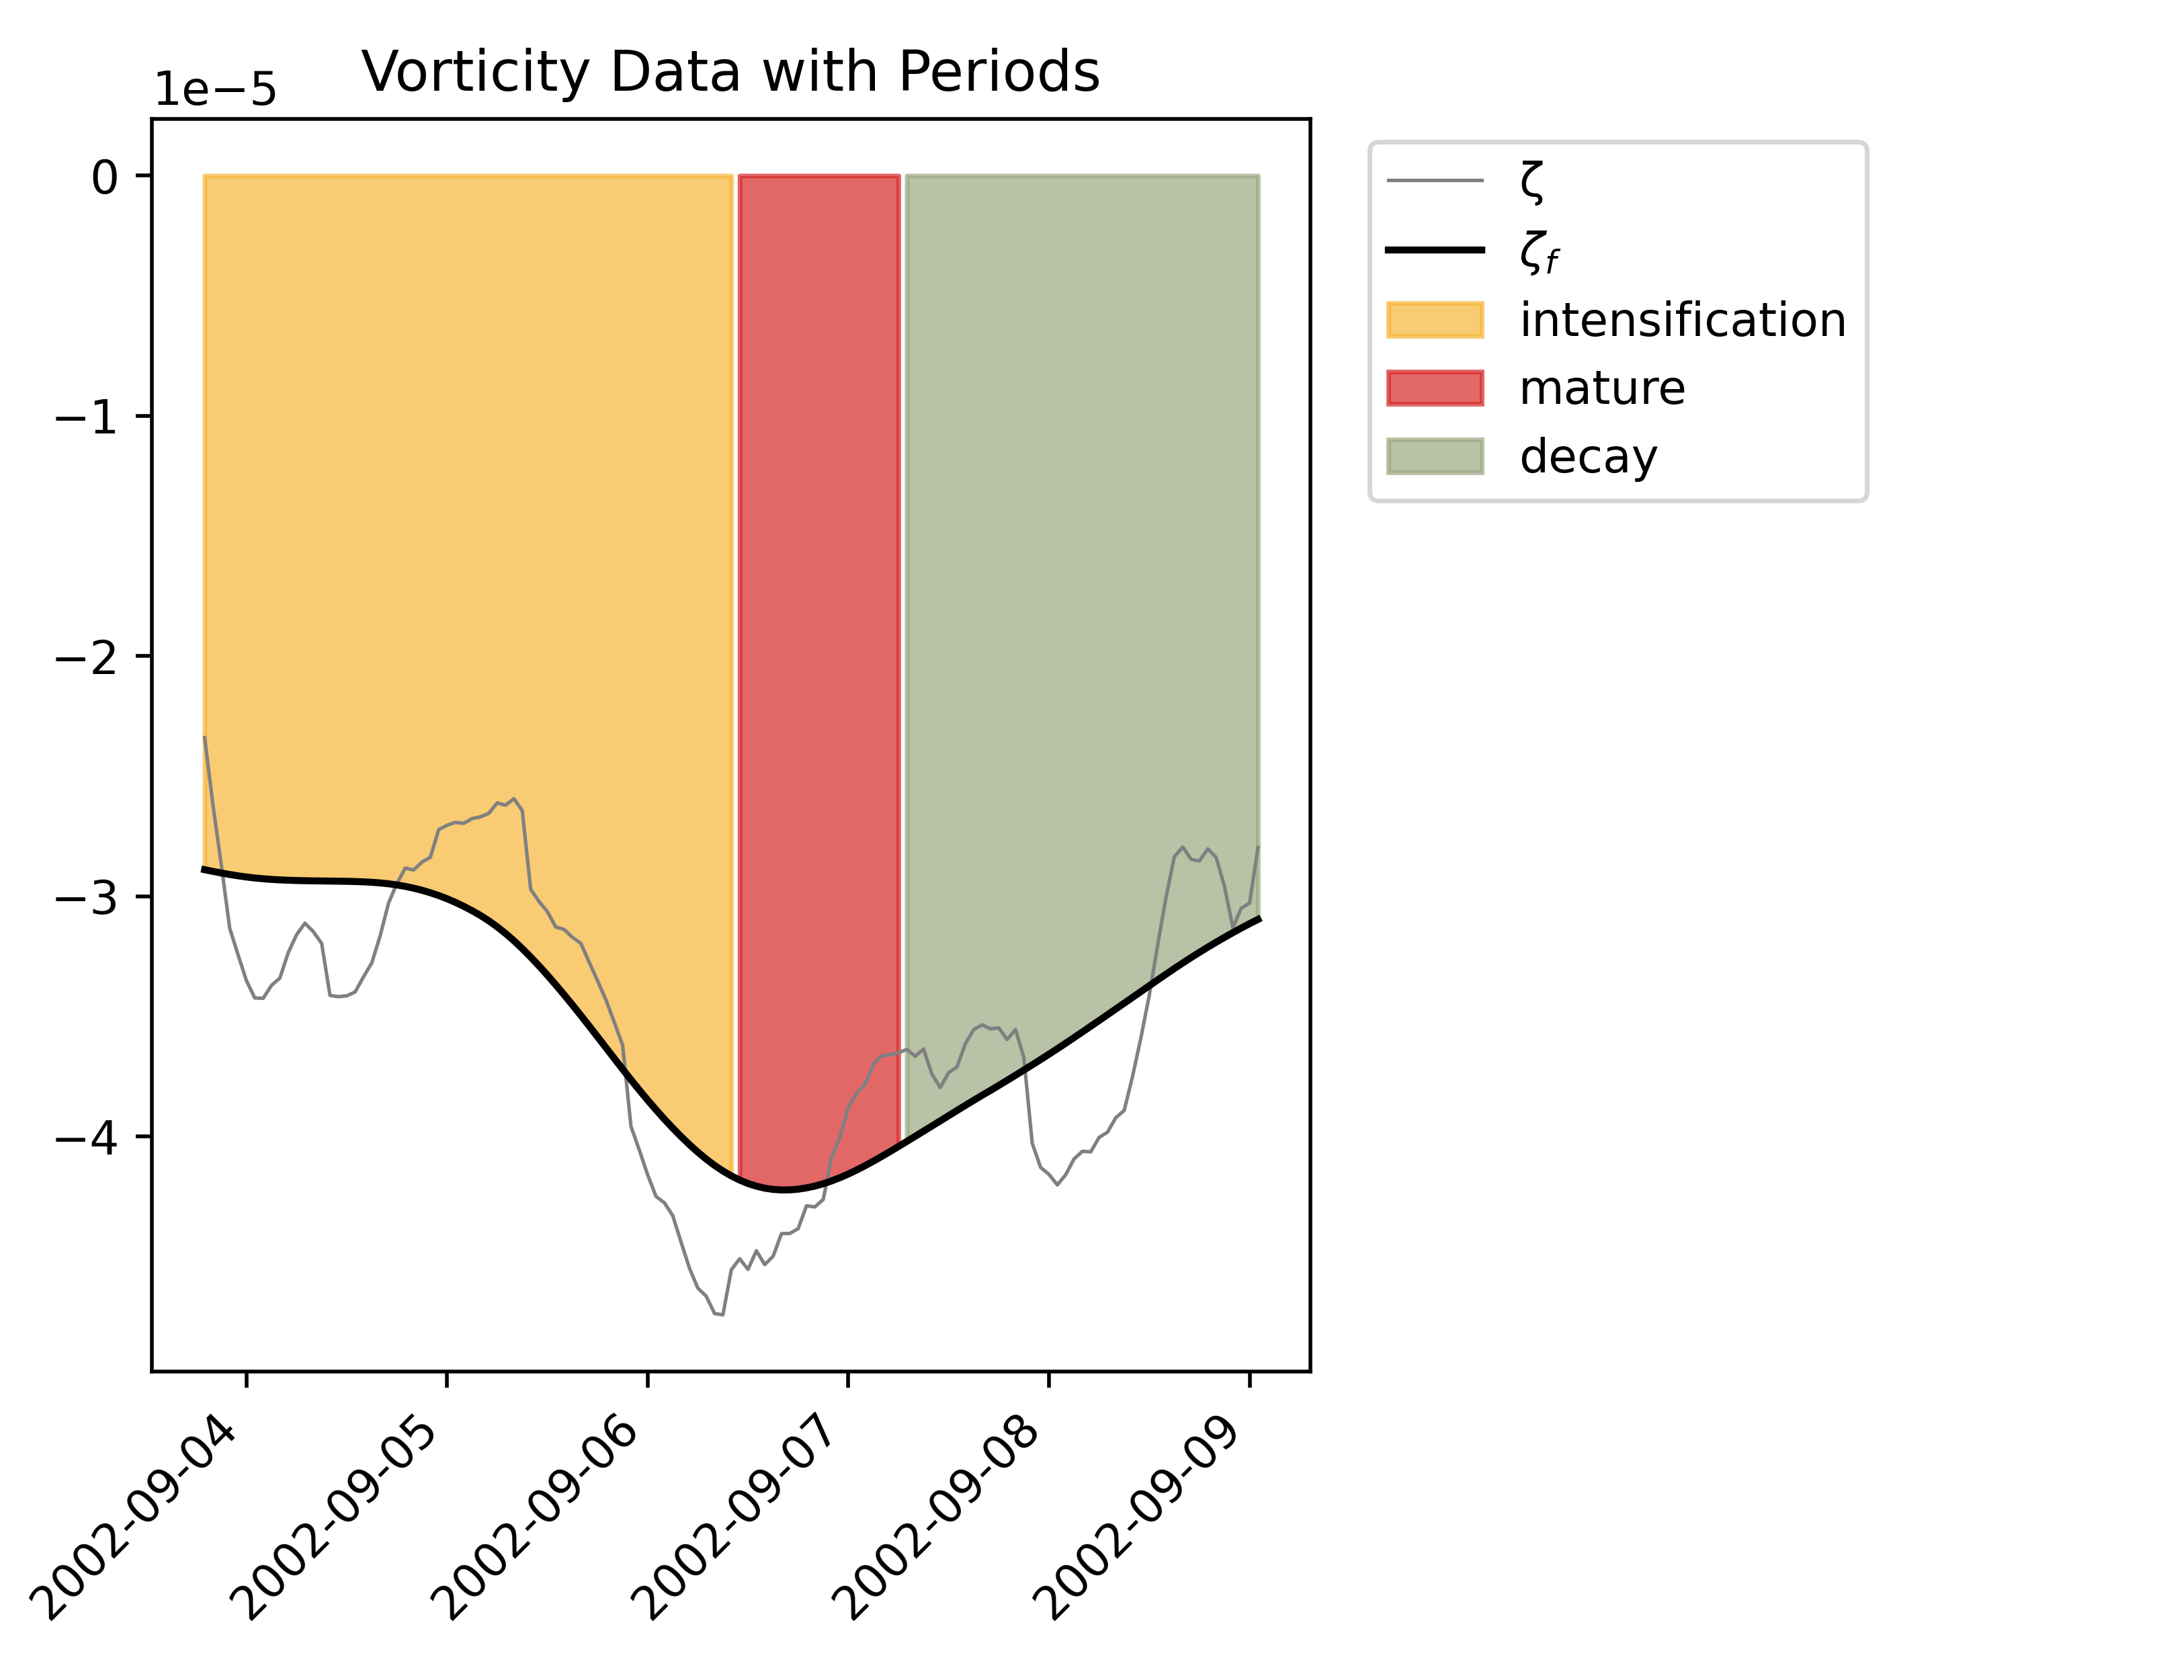 Vorticity Data with Periods
1e−5
0
−1
−2
−3
−4
2002-09-04
2002-09-05
2002-09-06
2002-09-07
2002-09-08
2002-09-09
ζ
ζf
intensification
mature
decay